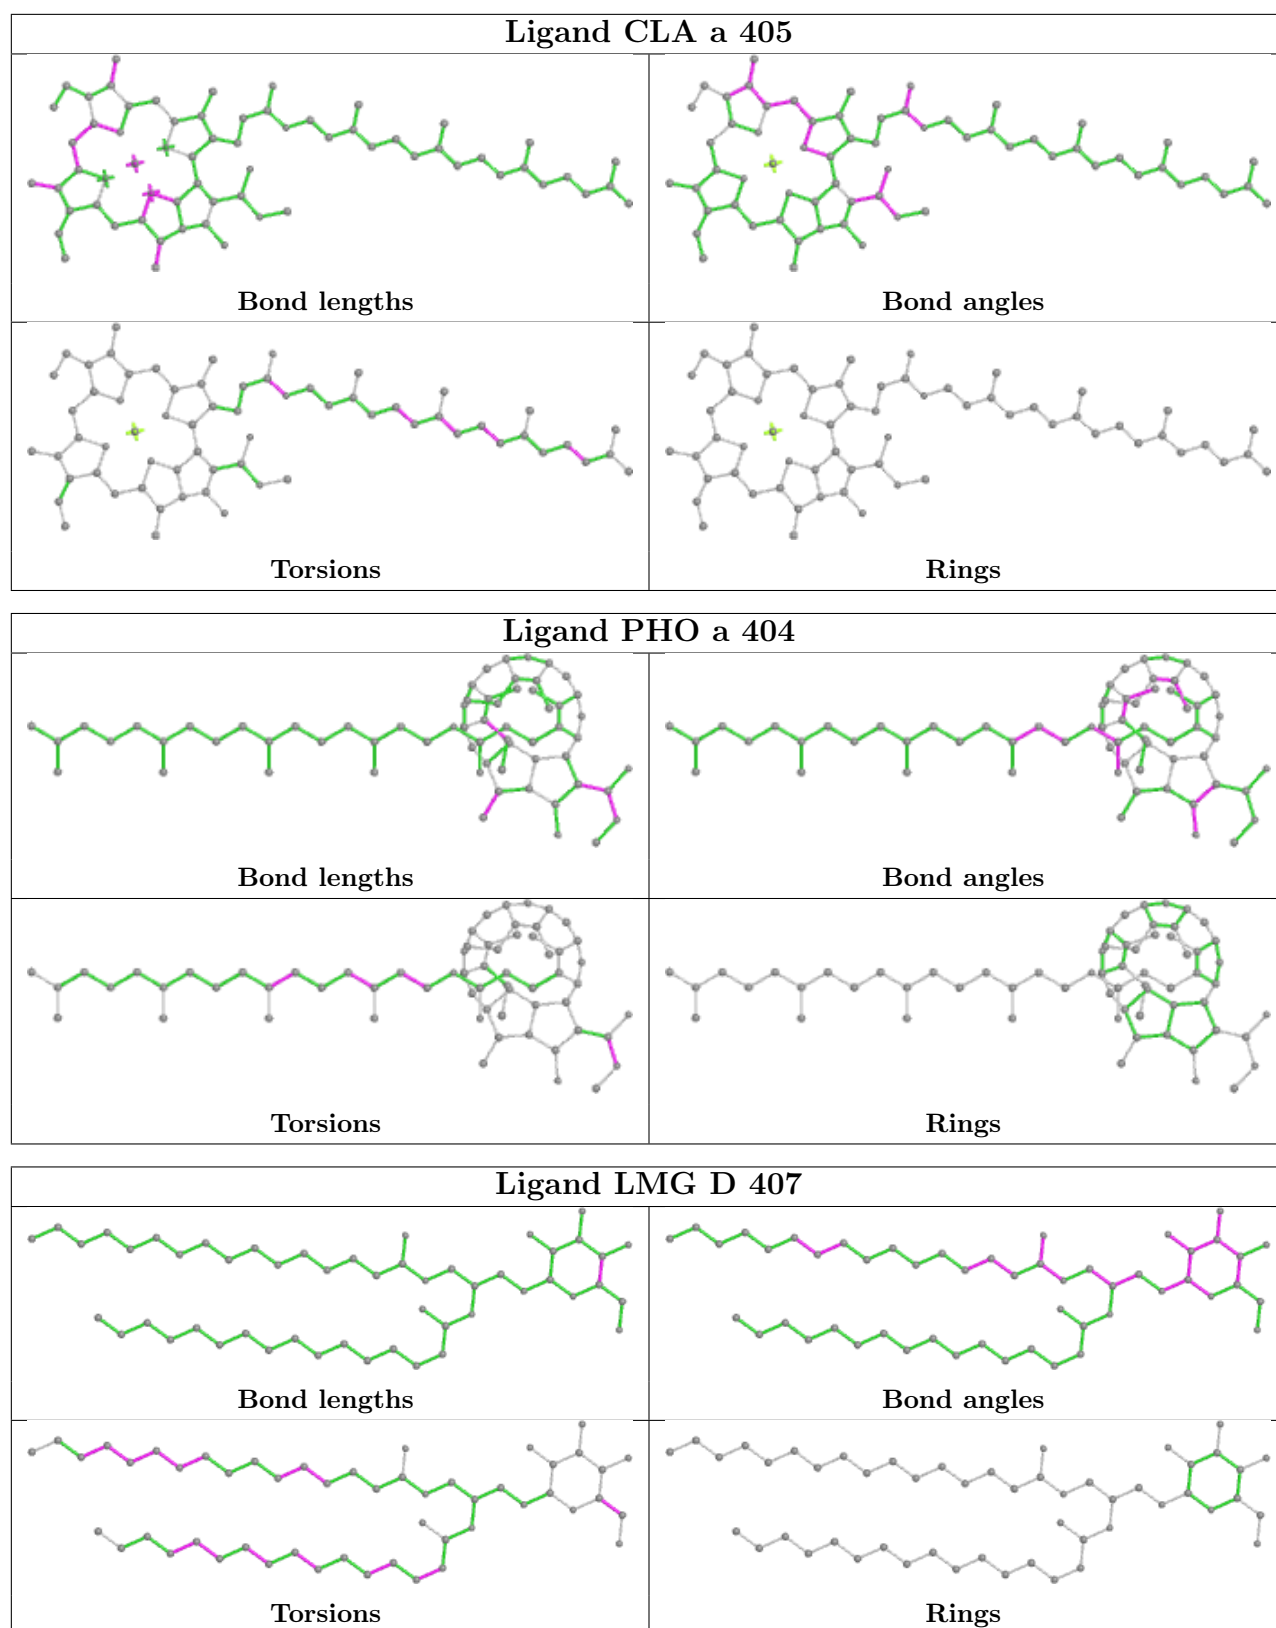 Ligand CLA a 405
Bond lengths
Bond angles
Torsions
Rings
Ligand PHO a 404
Bond lengths
Bond angles
Torsions
Rings
Ligand LMG D 407
Bond lengths
Bond angles
Torsions
Rings